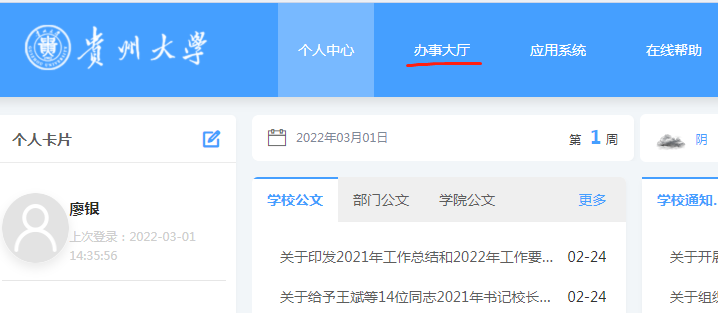 贵州大学
个人中心
办事大厅
应用系统
在线帮助
个人卡片
2022年03月01日
第 1 周
阴
廖银
上次登录：2022-03-01
14:35:56
学校公文
部门公文
学院公文
更多
学校通知.
关于印发2021年工作总结和2022年工作要... 02-24
关于开展
关于给予王斌等14位同志2021年书记校长... 02-24
关于组织